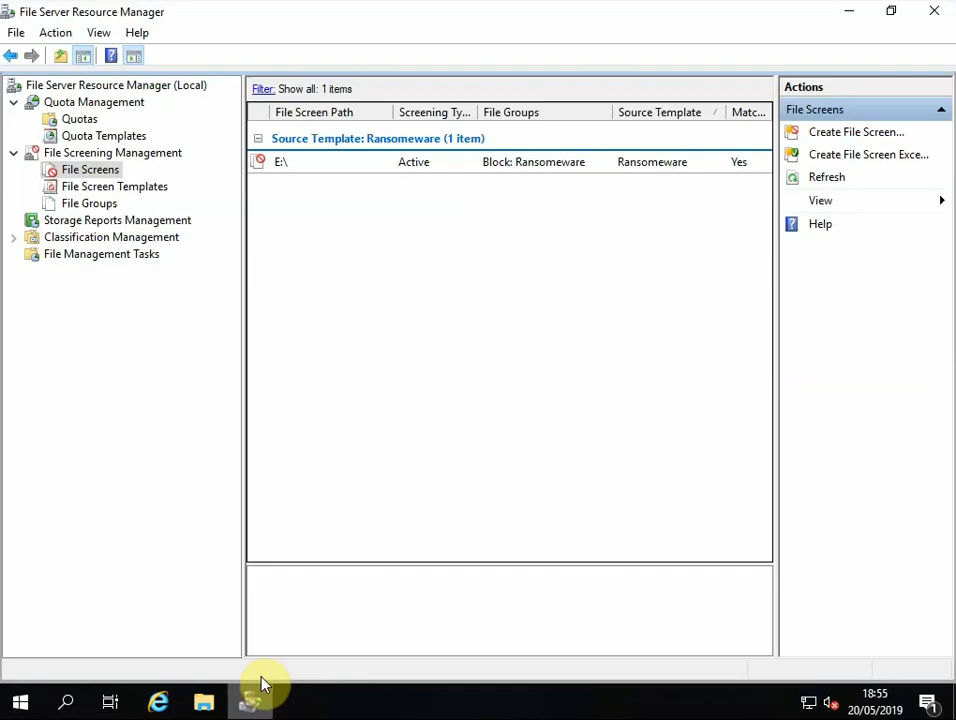 File Server Resource Manager
File Action View Help
File Server Resource Manager (Local)
Quota Management
Quotas
Quota Templates
File Screening Management
File Screens
File Screen Templates
File Groups
Storage Reports Management
Classification Management
File Management Tasks
Filter: Show all: 1 items
File Screen Path Screening Ty... File Groups Source Template Matc...
Source Template: Ransomeware (1 item)
E:\ Active Block: Ransomeware Ransomeware Yes
Actions
File Screens
Create File Screen...
Create File Screen Exce...
Refresh
View
Help
18:55
20/05/2019
1